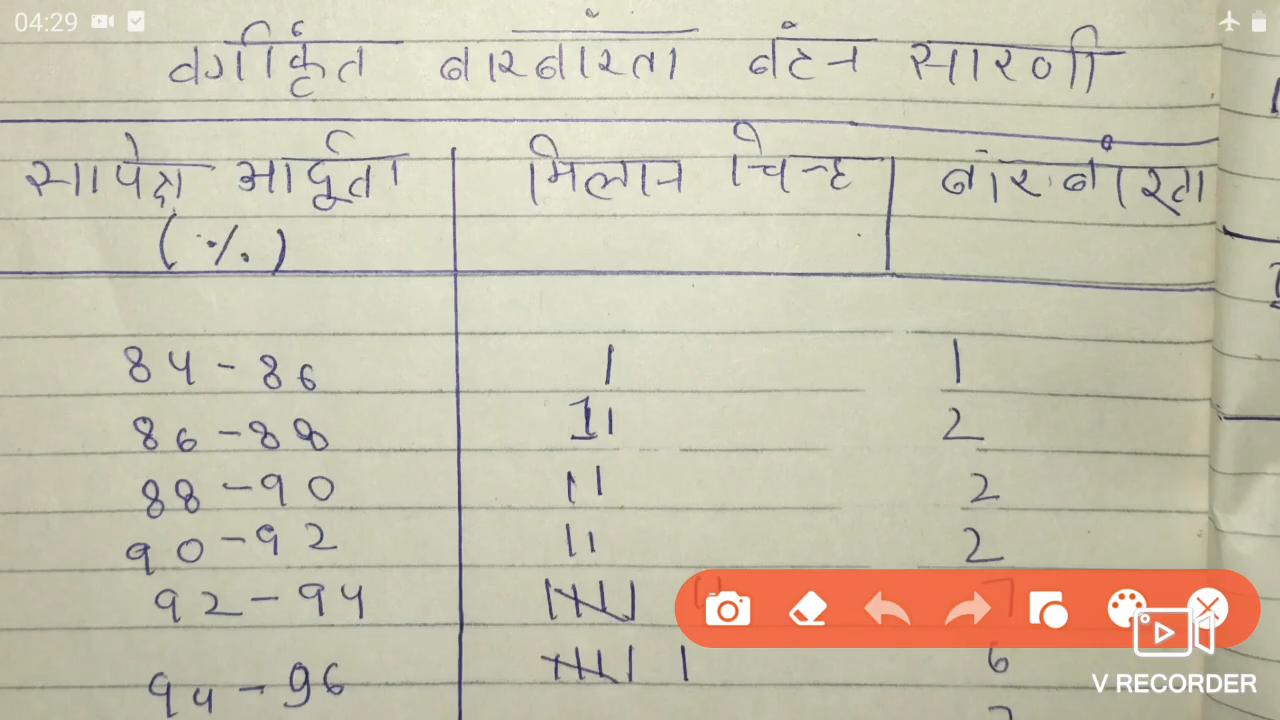 04:29
वर्गीकृत बारंबारता बंटन सारणी
सापेक्ष आर्द्रता मिलान चिन्ह बारंबारता
(%)
84-86 | 1
86-88 || 2
88-90 || 2
90-92 || 2
92-94 |||| || 7
94-96 |||| | 6
V RECORDER